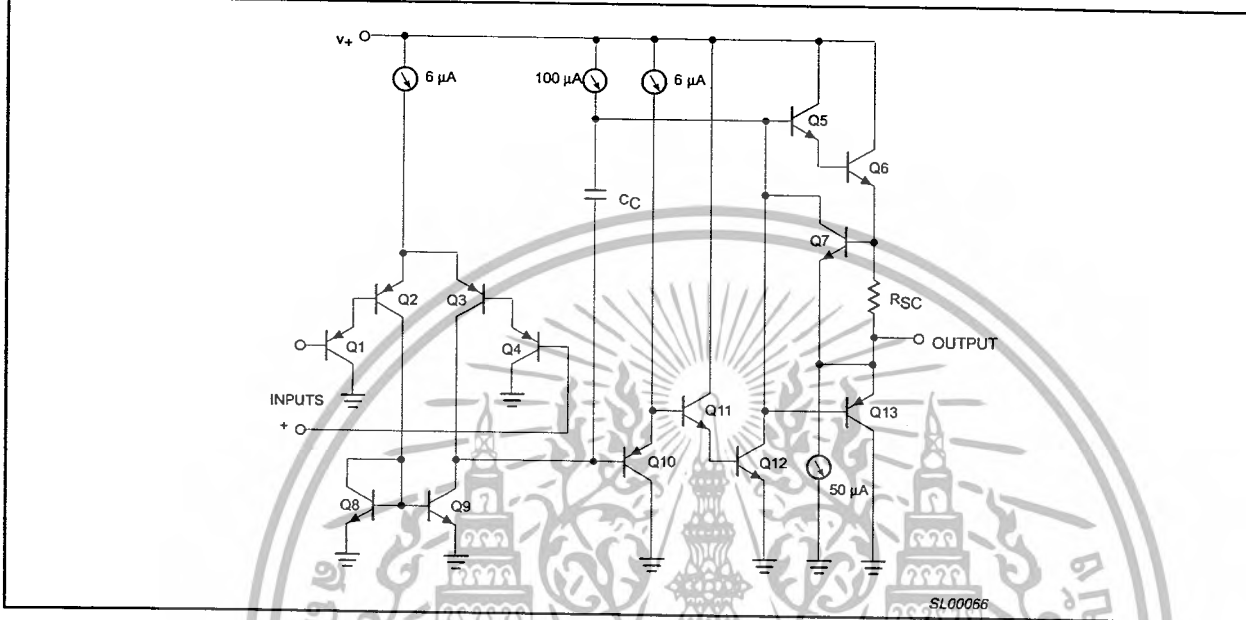 V+
6 µA
100 µA
6 µA
Q5
Q6
CC
Q7
RSC
Q2
Q3
Q1
Q4
OUTPUT
INPUTS
+
Q11
Q13
Q10
Q12
Q8
Q9
50 µA
SL00066